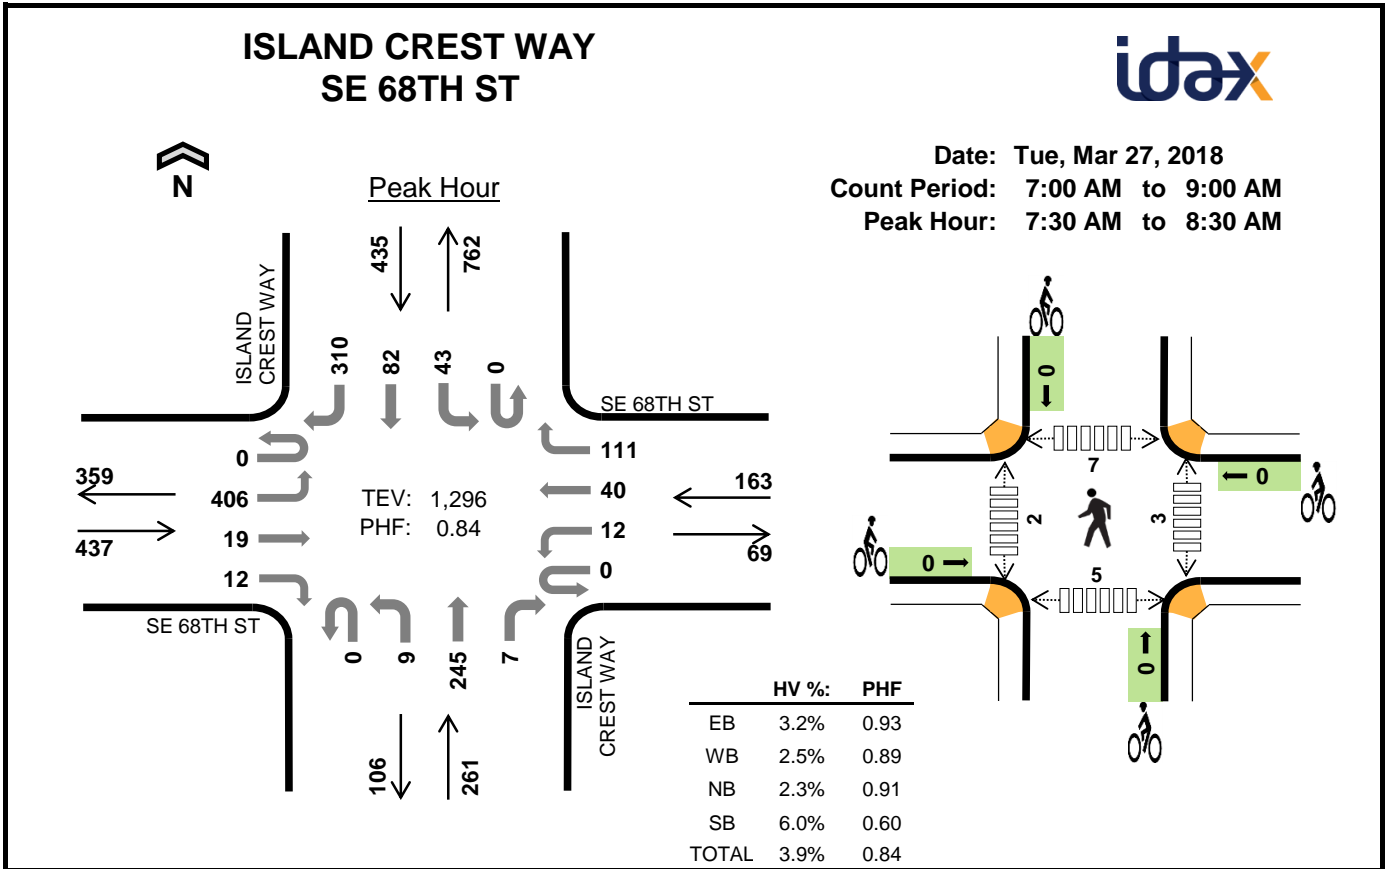 ISLAND CREST WAY
SE 68TH ST
idax
N
Peak Hour
Date: Tue, Mar 27, 2018
Count Period: 7:00 AM to 9:00 AM
Peak Hour: 7:30 AM to 8:30 AM
435
762
ISLAND
CREST WAY
310
82
43
0
SE 68TH ST
0
406
19
12
359
437
TEV: 1,296
PHF: 0.84
111
40
12
0
163
69
SE 68TH ST
0
9
245
7
ISLAND
CREST WAY
106
261
0
7
0
2
3
0
5
0
HV %: PHF
EB 3.2% 0.93
WB 2.5% 0.89
NB 2.3% 0.91
SB 6.0% 0.60
TOTAL 3.9% 0.84